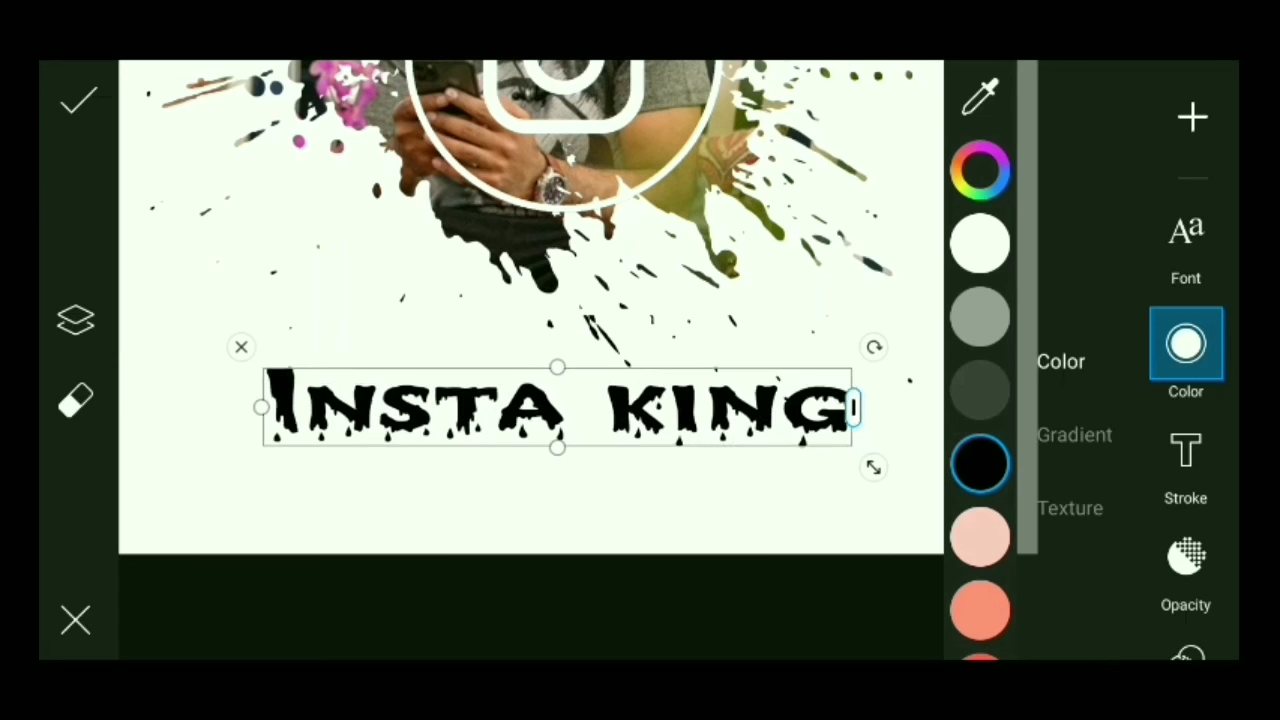 Aa
Font
Color
Color
INSTA KING
Gradient
Stroke
Texture
Opacity